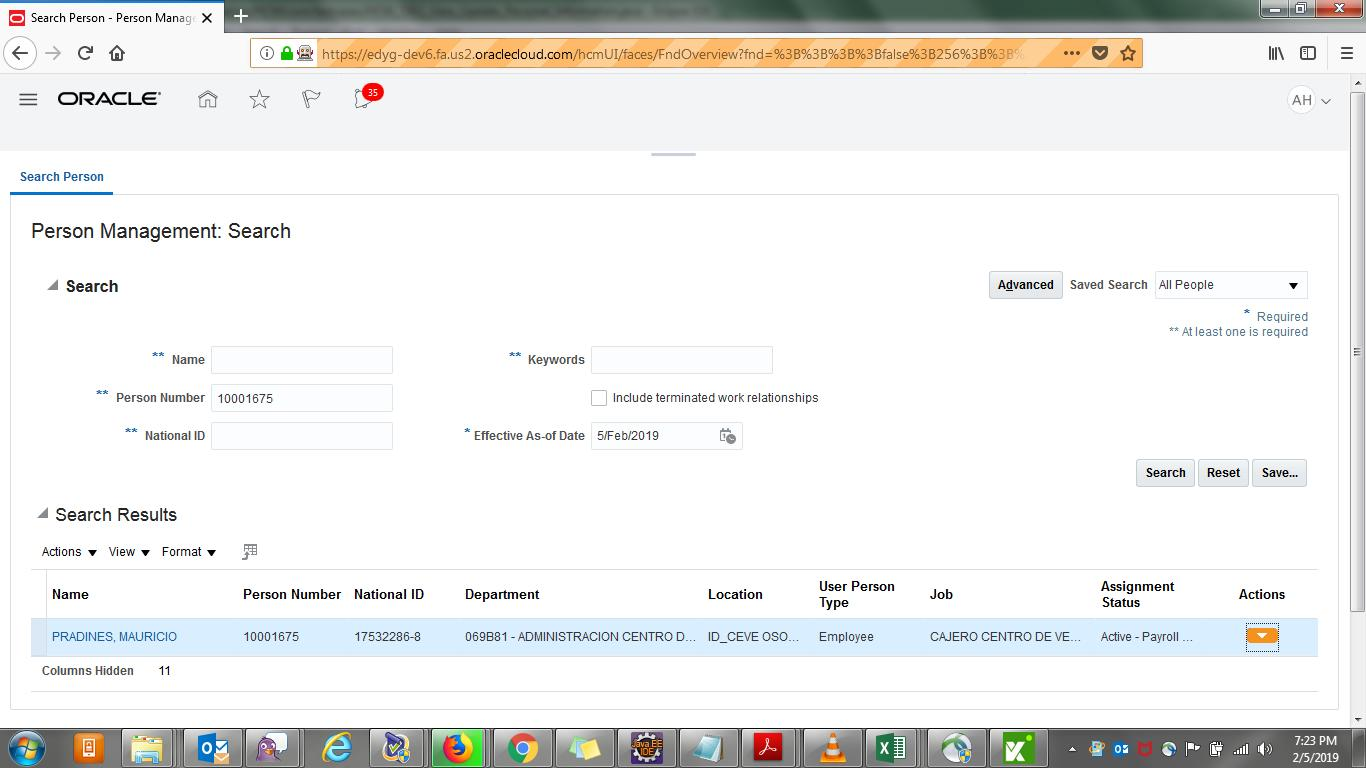 Search Person - Person Manage
https://edyg-dev6.fa.us2.oraclecloud.com/hcmUI/faces/FndOverview?fnd=%3B%3B%3B%3Bfalse%3B256%3B%3B%
ORACLE
35
AH
Search Person
Person Management: Search
Search
Advanced Saved Search All People
* Required
** At least one is required
** Name ** Keywords
** Person Number 10001675 Include terminated work relationships
** National ID * Effective As-of Date 5/Feb/2019
Search Reset Save...
Search Results
Actions View Format
Name Person Number National ID Department Location User Person Type Job Assignment Status Actions
PRADINES, MAURICIO 10001675 17532286-8 069B81 - ADMINISTRACION CENTRO D... ID_CEVE OSO... Employee CAJERO CENTRO DE VE... Active - Payroll ...
Columns Hidden 11
Java EE
IDE
7:23 PM
2/5/2019